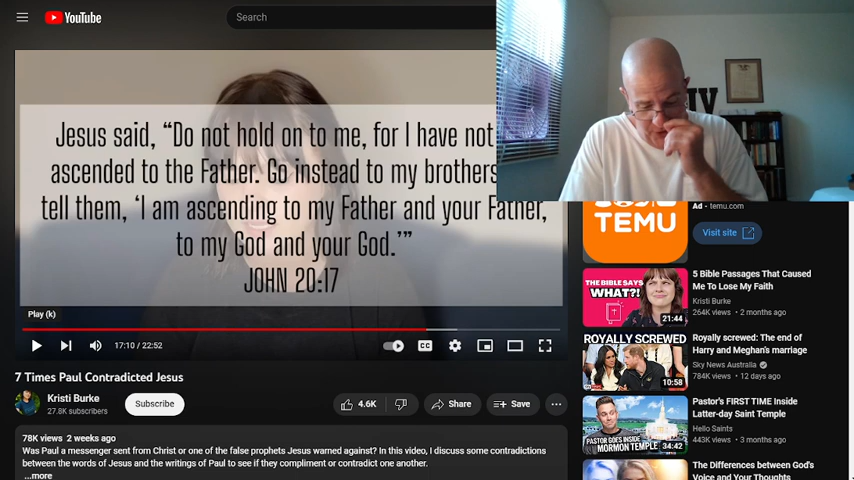 YouTube
Search
Jesus said, “Do not hold on to me, for I have not
ascended to the Father. Go instead to my brothers
tell them, ‘I am ascending to my Father and your Father,
to my God and your God.’”
JOHN 20:17
Play (k)
17:10 / 22:52
CC
7 Times Paul Contradicted Jesus
Kristi Burke
27.8K subscribers
Subscribe
4.6K
Share
Save
78K views 2 weeks ago
Was Paul a messenger sent from Christ or one of the false prophets Jesus warned against? In this video, I discuss some contradictions
between the words of Jesus and the writings of Paul to see if they compliment or contradict one another.
...more
IV
TEMU
Ad • temu.com
Visit site
THE BIBLE SAYS
WHAT?!
21:44
5 Bible Passages That Caused
Me To Lose My Faith
Kristi Burke
264K views • 2 months ago
ROYALLY SCREWED
10:58
Royally screwed: The end of
Harry and Meghan's marriage
Sky News Australia
784K views • 12 days ago
PASTOR GOES INSIDE
MORMON TEMPLE
34:42
Pastor's FIRST TIME Inside
Latter-day Saint Temple
Hello Saints
443K views • 3 months ago
The Differences between God's
Voice and Your Thoughts